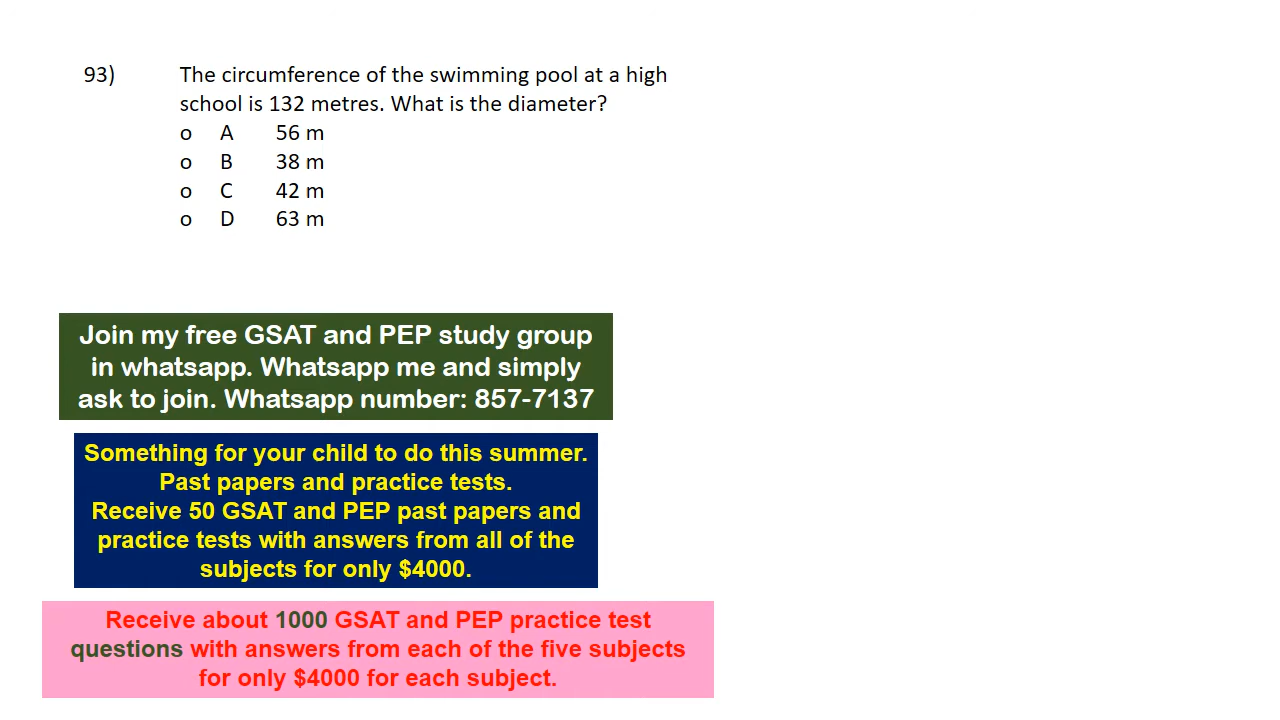 93) The circumference of the swimming pool at a high
school is 132 metres. What is the diameter?
o A 56 m
o B 38 m
o C 42 m
o D 63 m
Join my free GSAT and PEP study group
in whatsapp. Whatsapp me and simply
ask to join. Whatsapp number: 857-7137
Something for your child to do this summer.
Past papers and practice tests.
Receive 50 GSAT and PEP past papers and
practice tests with answers from all of the
subjects for only $4000.
Receive about 1000 GSAT and PEP practice test
questions with answers from each of the five subjects
for only $4000 for each subject.